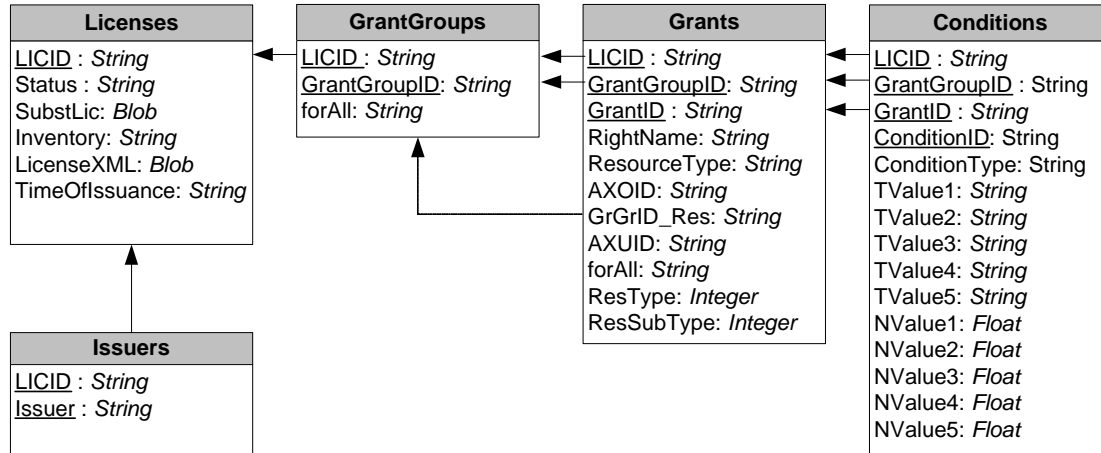 Licenses
LICID : String
Status : String
SubstLic: Blob
Inventory: String
LicenseXML: Blob
TimeOfIssuance: String
GrantGroups
LICID : String
GrantGroupID: String
forAll: String
Grants
LICID : String
GrantGroupID: String
GrantID : String
RightName: String
ResourceType: String
AXOID: String
GrGrID_Res: String
AXUID: String
forAll: String
ResType: Integer
ResSubType: Integer
Conditions
LICID : String
GrantGroupID : String
GrantID : String
ConditionID: String
ConditionType: String
TValue1: String
TValue2: String
TValue3: String
TValue4: String
TValue5: String
NValue1: Float
NValue2: Float
NValue3: Float
NValue4: Float
NValue5: Float
Issuers
LICID : String
Issuer : String